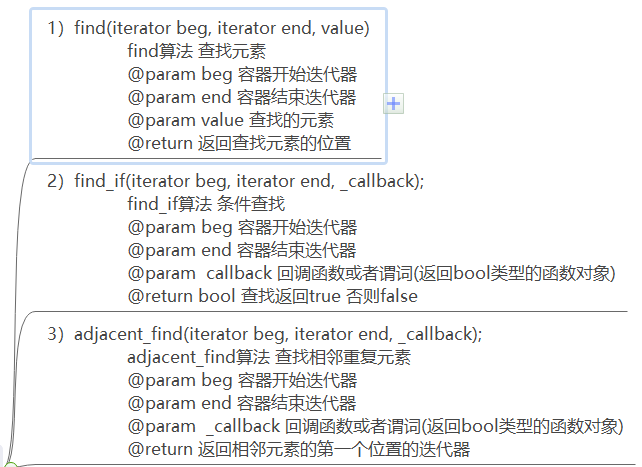 1）find(iterator beg, iterator end, value)
find算法 查找元素
@param beg 容器开始迭代器
@param end 容器结束迭代器
@param value 查找的元素
@return 返回查找元素的位置
2）find_if(iterator beg, iterator end, _callback);
find_if算法 条件查找
@param beg 容器开始迭代器
@param end 容器结束迭代器
@param  callback 回调函数或者谓词(返回bool类型的函数对象)
@return bool 查找返回true 否则false
3）adjacent_find(iterator beg, iterator end, _callback);
adjacent_find算法 查找相邻重复元素
@param beg 容器开始迭代器
@param end 容器结束迭代器
@param  _callback 回调函数或者谓词(返回bool类型的函数对象)
@return 返回相邻元素的第一个位置的迭代器